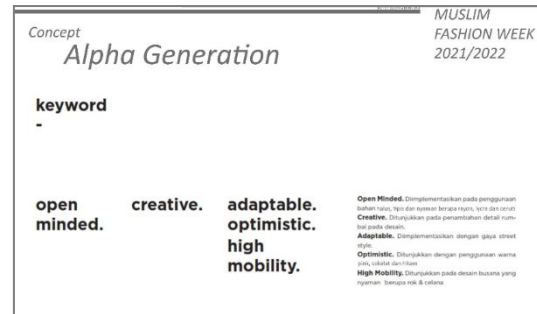 MUSLIM
FASHION WEEK
2021/2022
Concept
Alpha Generation
keyword
-
open
minded.
creative.
adaptable.
optimistic.
high
mobility.
Open Minded. Diimplementasikan pada penggunaan
bahan halus, tipis dan nyaman berupa rayon, lycra dan ceruti
Creative. Ditunjukkan pada penambahan detail rum-
bai pada desain.
Adaptable. Diimplementasikan dengan gaya street
style.
Optimistic. Ditunjukkan dengan penggunaan warna
pink, cokelat dan hitam
High Mobility. Ditunjukkan pada desain busana yang
nyaman berupa rok & celana